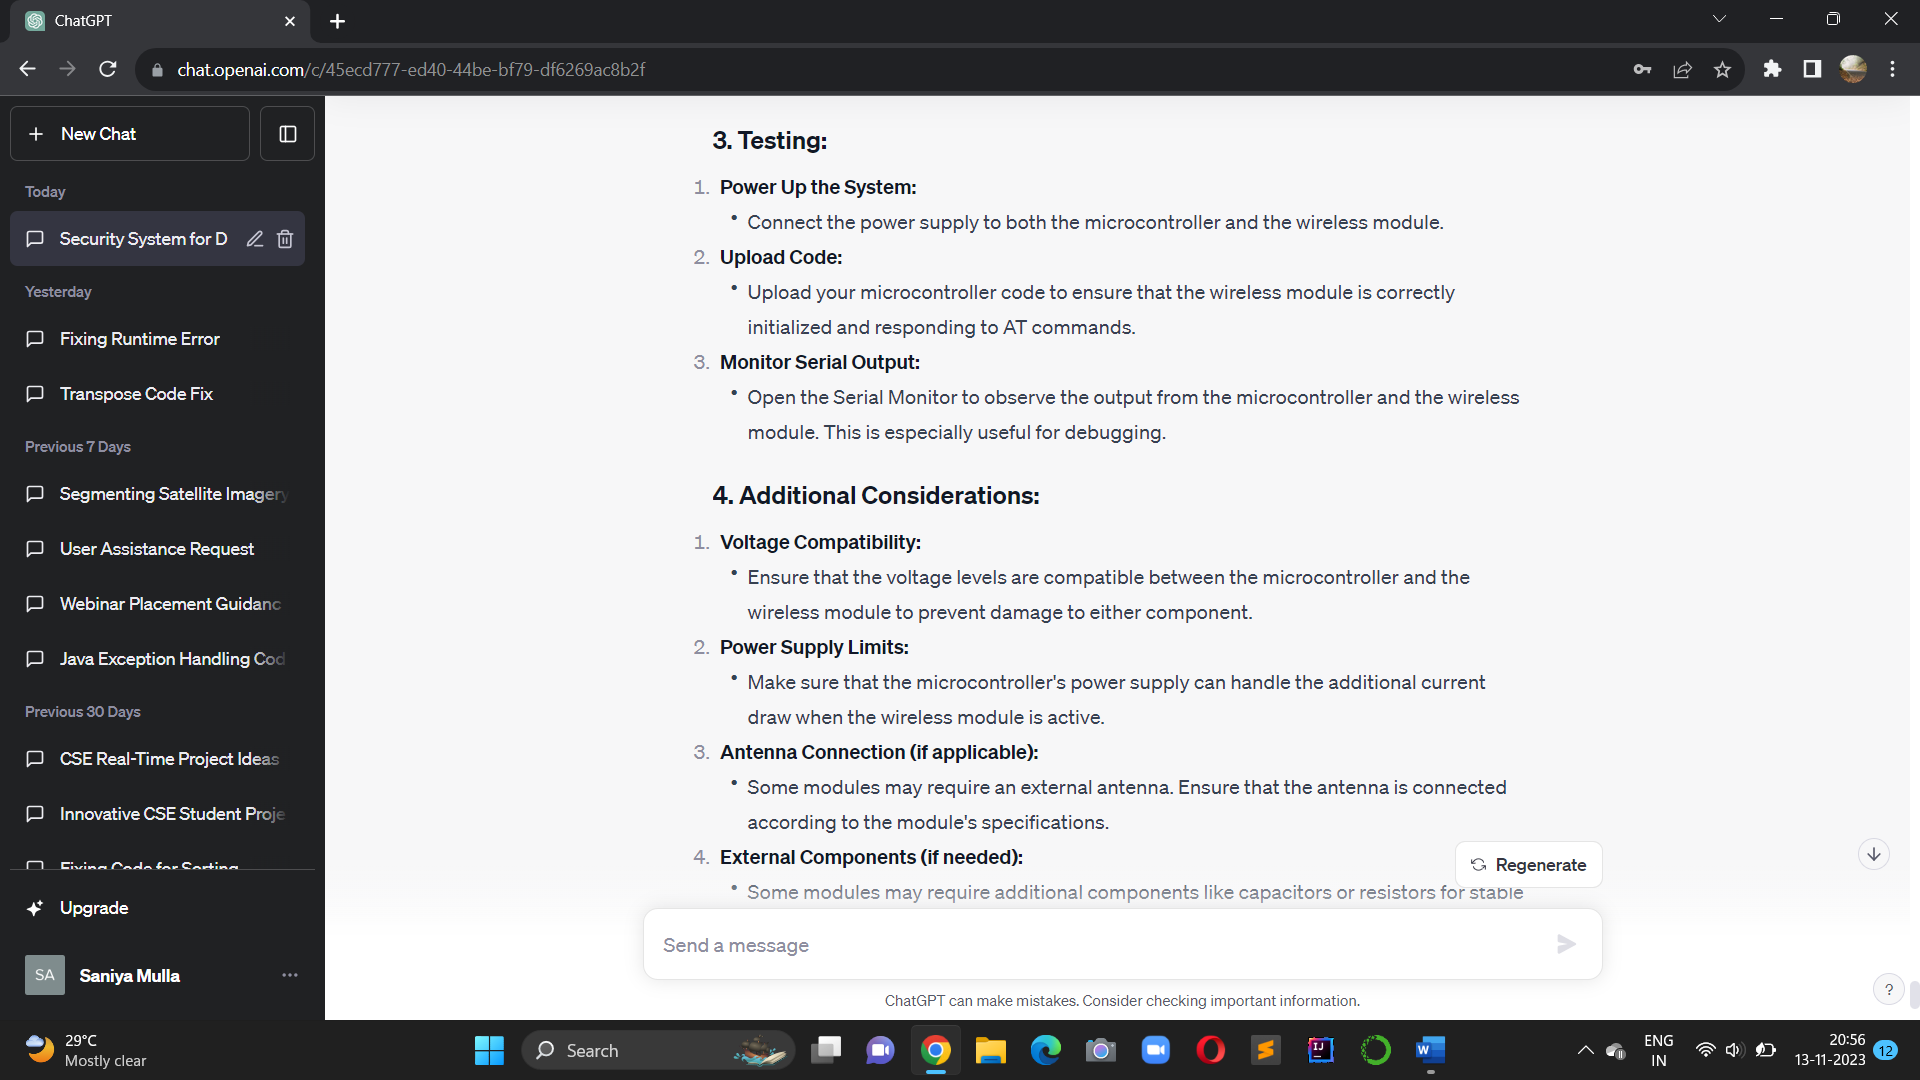 ChatGPT
chat.openai.com/c/45ecd777-ed40-44be-bf79-df6269ac8b2f
New Chat
Today
Security System for D
Yesterday
Fixing Runtime Error
Transpose Code Fix
Previous 7 Days
Segmenting Satellite Imagery
User Assistance Request
Webinar Placement Guidanc
Java Exception Handling Cod
Previous 30 Days
CSE Real-Time Project Ideas
Innovative CSE Student Proje
Fixing Code for Sorting
Upgrade
SA
Saniya Mulla
3. Testing:
1. Power Up the System:
• Connect the power supply to both the microcontroller and the wireless module.
2. Upload Code:
• Upload your microcontroller code to ensure that the wireless module is correctly
initialized and responding to AT commands.
3. Monitor Serial Output:
• Open the Serial Monitor to observe the output from the microcontroller and the wireless
module. This is especially useful for debugging.
4. Additional Considerations:
1. Voltage Compatibility:
• Ensure that the voltage levels are compatible between the microcontroller and the
wireless module to prevent damage to either component.
2. Power Supply Limits:
• Make sure that the microcontroller's power supply can handle the additional current
draw when the wireless module is active.
3. Antenna Connection (if applicable):
• Some modules may require an external antenna. Ensure that the antenna is connected
according to the module's specifications.
4. External Components (if needed):
• Some modules may require additional components like capacitors or resistors for stable
Regenerate
Send a message
ChatGPT can make mistakes. Consider checking important information.
?
29°C
Mostly clear
Search
IJ
W
ENG
IN
20:56
13-11-2023
12